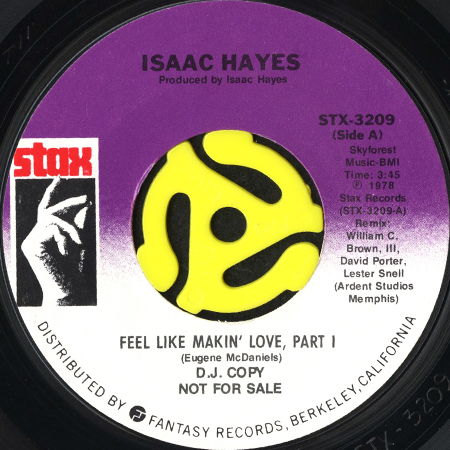 ISAAC HAYES
Produced by Isaac Hayes
stax
STX-3209
(Side A)
Skyforest
Music-BMI
Time: 3:45
℗ 1978
Stax Records
(STX-3209-A)
Remix:
William C.
Brown, III,
David Porter,
Lester Snell
(Ardent Studios
Memphis)
FEEL LIKE MAKIN' LOVE, PART I
(Eugene McDaniels)
D.J. COPY
NOT FOR SALE
DISTRIBUTED BY FANTASY RECORDS, BERKELEY, CALIFORNIA
STX-3209